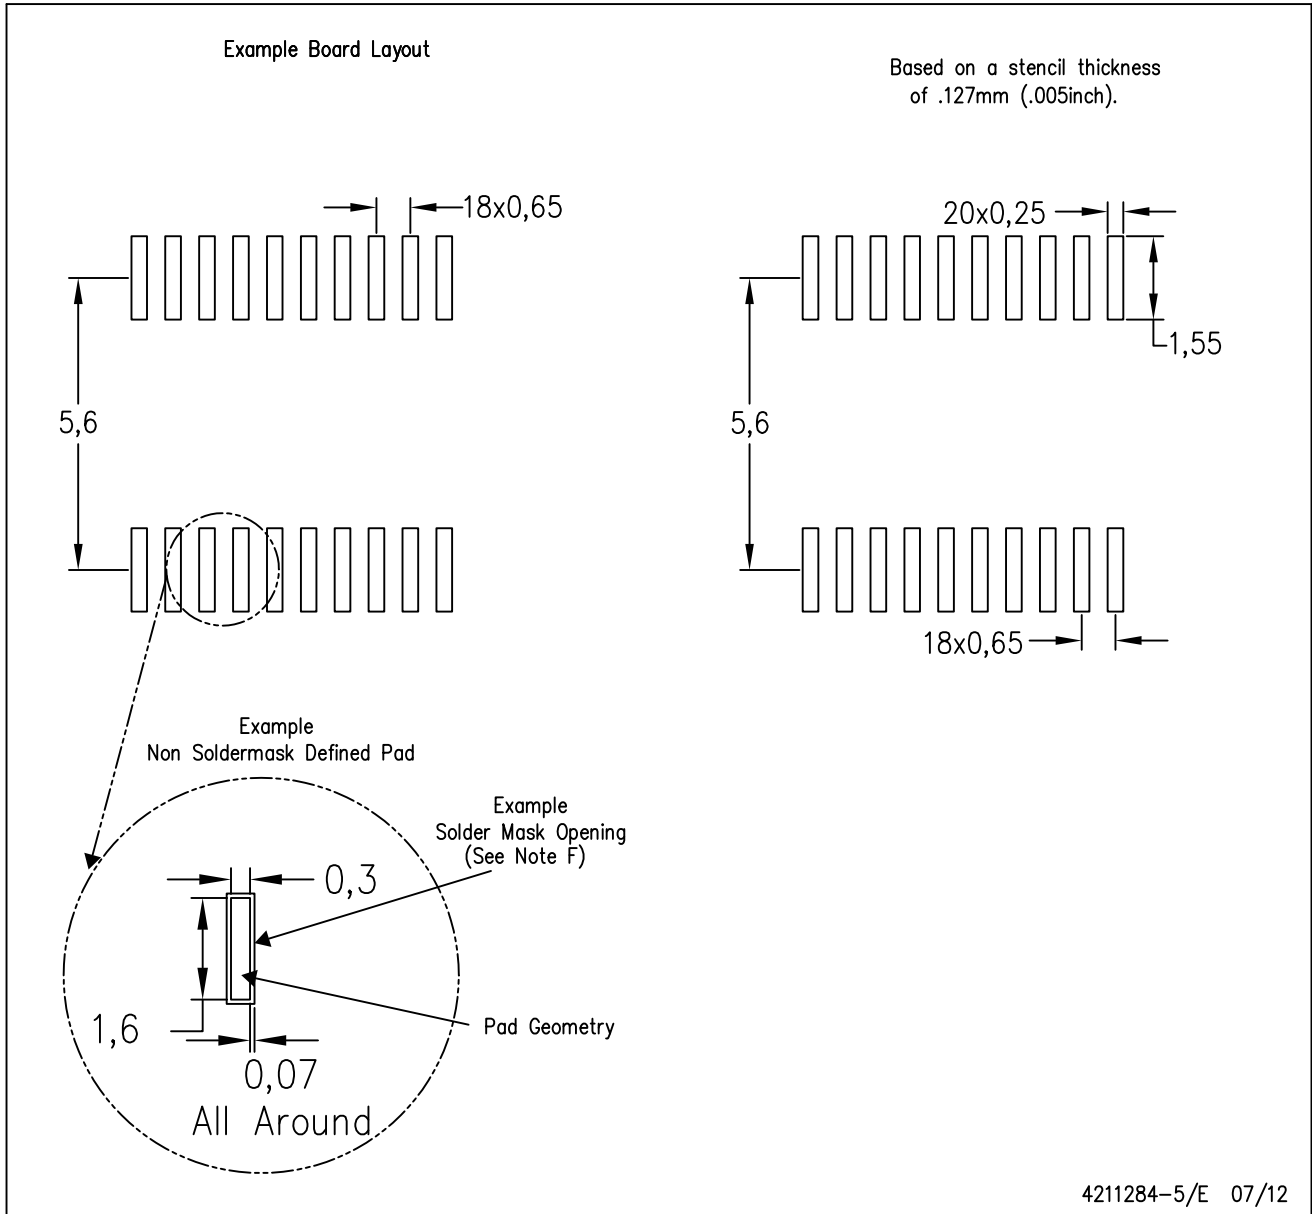 Example Board Layout
Based on a stencil thickness
of .127mm (.005inch).
18x0,65
20x0,25
1,55
5,6
5,6
18x0,65
Example
Non Soldermask Defined Pad
Example
Solder Mask Opening
(See Note F)
0,3
1,6
Pad Geometry
0,07
All Around
4211284-5/E 07/12